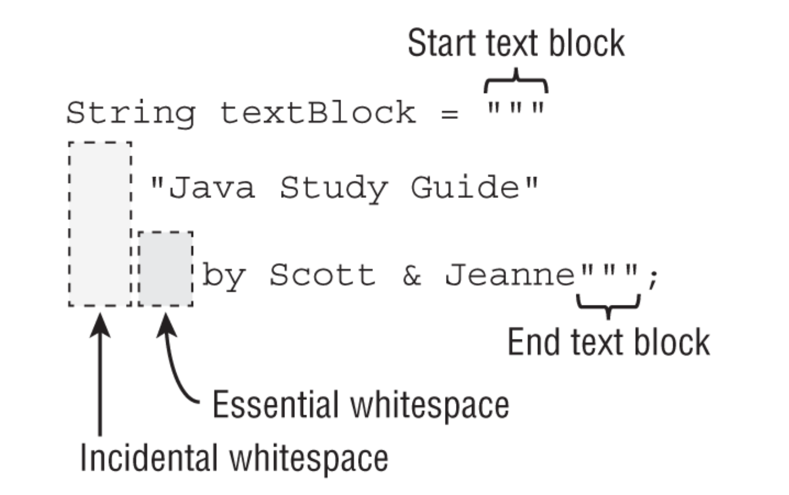 Start text block
String textBlock = """
"Java Study Guide"
by Scott & Jeanne""";
End text block
Essential whitespace
Incidental whitespace